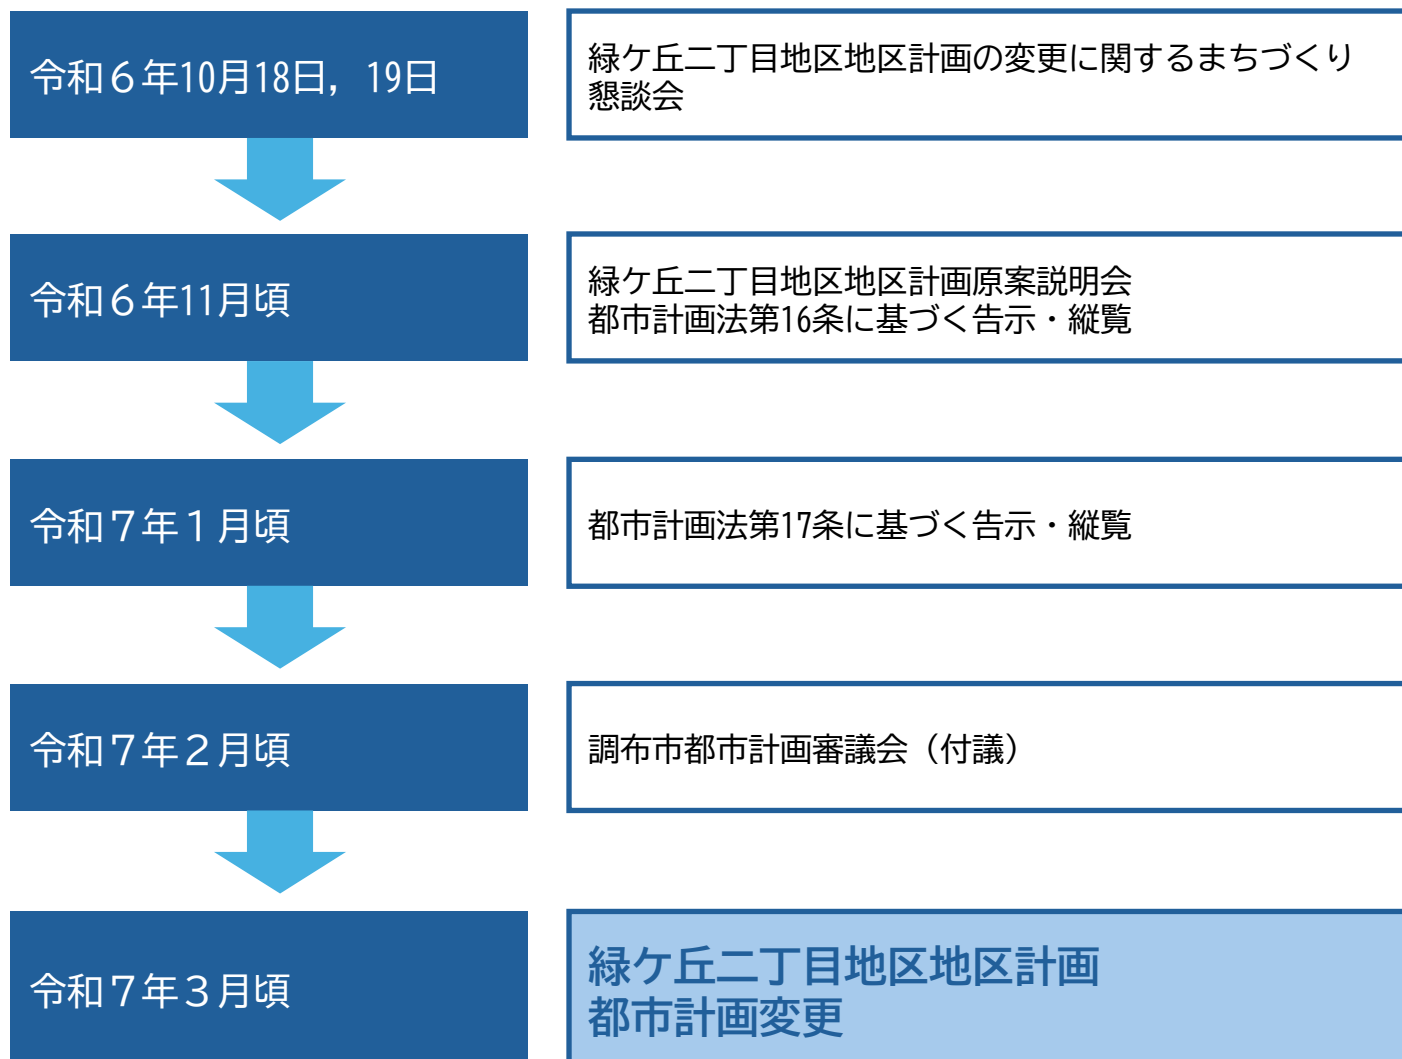 令和６年10月18日，19日
緑ケ丘二丁目地区地区計画の変更に関するまちづくり
懇談会
令和６年11月頃
緑ケ丘二丁目地区地区計画原案説明会
都市計画法第16条に基づく告示・縦覧
令和７年１月頃
都市計画法第17条に基づく告示・縦覧
令和７年２月頃
調布市都市計画審議会（付議）
令和７年３月頃
緑ケ丘二丁目地区地区計画
都市計画変更